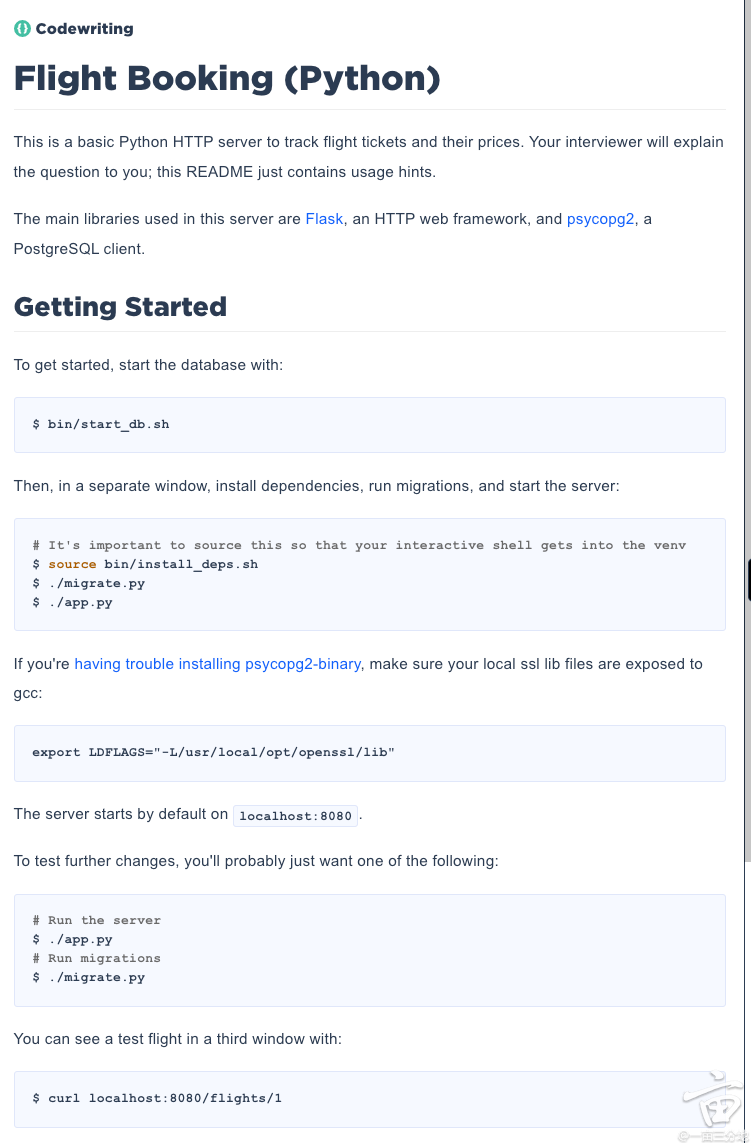 Codewriting
Flight Booking (Python)
This is a basic Python HTTP server to track flight tickets and their prices. Your interviewer will explain
the question to you; this README just contains usage hints.
The main libraries used in this server are Flask, an HTTP web framework, and psycopg2, a
PostgreSQL client.
Getting Started
To get started, start the database with:
$ bin/start_db.sh
Then, in a separate window, install dependencies, run migrations, and start the server:
# It's important to source this so that your interactive shell gets into the venv
$ source bin/install_deps.sh
$ ./migrate.py
$ ./app.py
If you're having trouble installing psycopg2-binary, make sure your local ssl lib files are exposed to
gcc:
export LDFLAGS="-L/usr/local/opt/openssl/lib"
The server starts by default on localhost:8080.
To test further changes, you'll probably just want one of the following:
# Run the server
$ ./app.py
# Run migrations
$ ./migrate.py
You can see a test flight in a third window with:
$ curl localhost:8080/flights/1